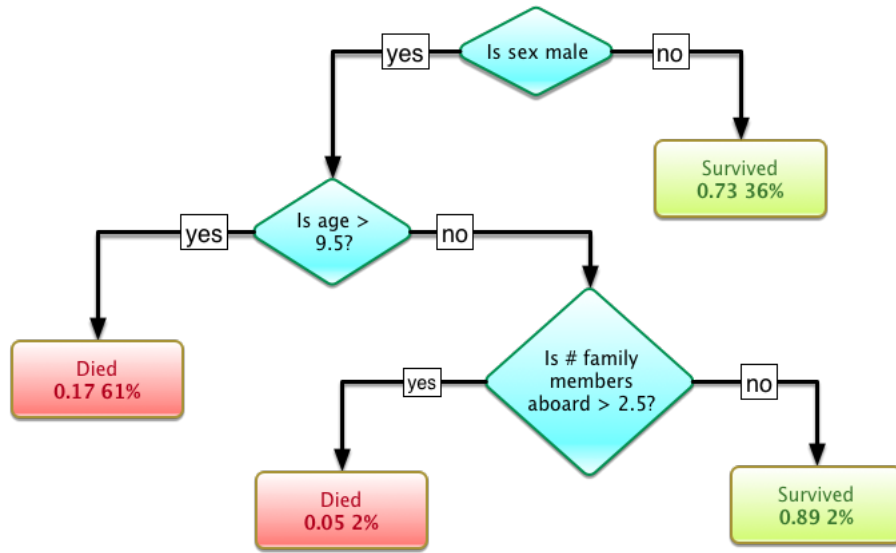 yes
Is sex male
no
Survived
0.73 36%
yes
Is age >
9.5?
no
Died
0.17 61%
yes
Is # family
members
aboard > 2.5?
no
Died
0.05 2%
Survived
0.89 2%